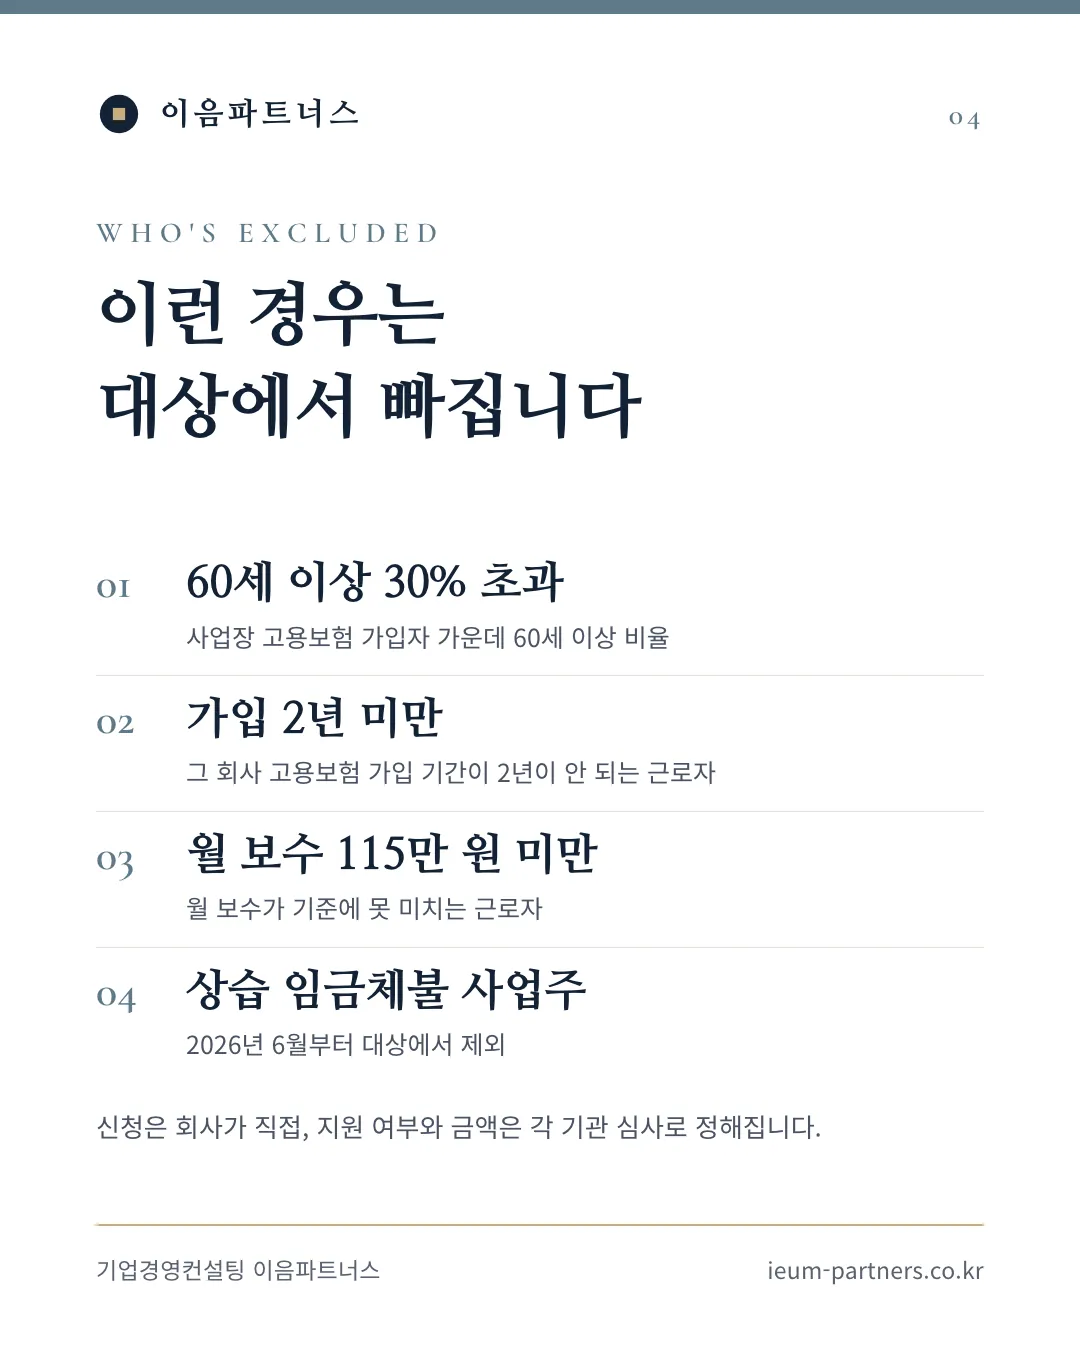 이음파트너스
04
WHO'S EXCLUDED
이런 경우는
대상에서 빠집니다
01
60세 이상 30% 초과
사업장 고용보험 가입자 가운데 60세 이상 비율
02
가입 2년 미만
그 회사 고용보험 가입 기간이 2년이 안 되는 근로자
03
월 보수 115만 원 미만
월 보수가 기준에 못 미치는 근로자
04
상습 임금체불 사업주
2026년 6월부터 대상에서 제외
신청은 회사가 직접, 지원 여부와 금액은 각 기관 심사로 정해집니다.
기업경영컨설팅 이음파트너스
ieum-partners.co.kr